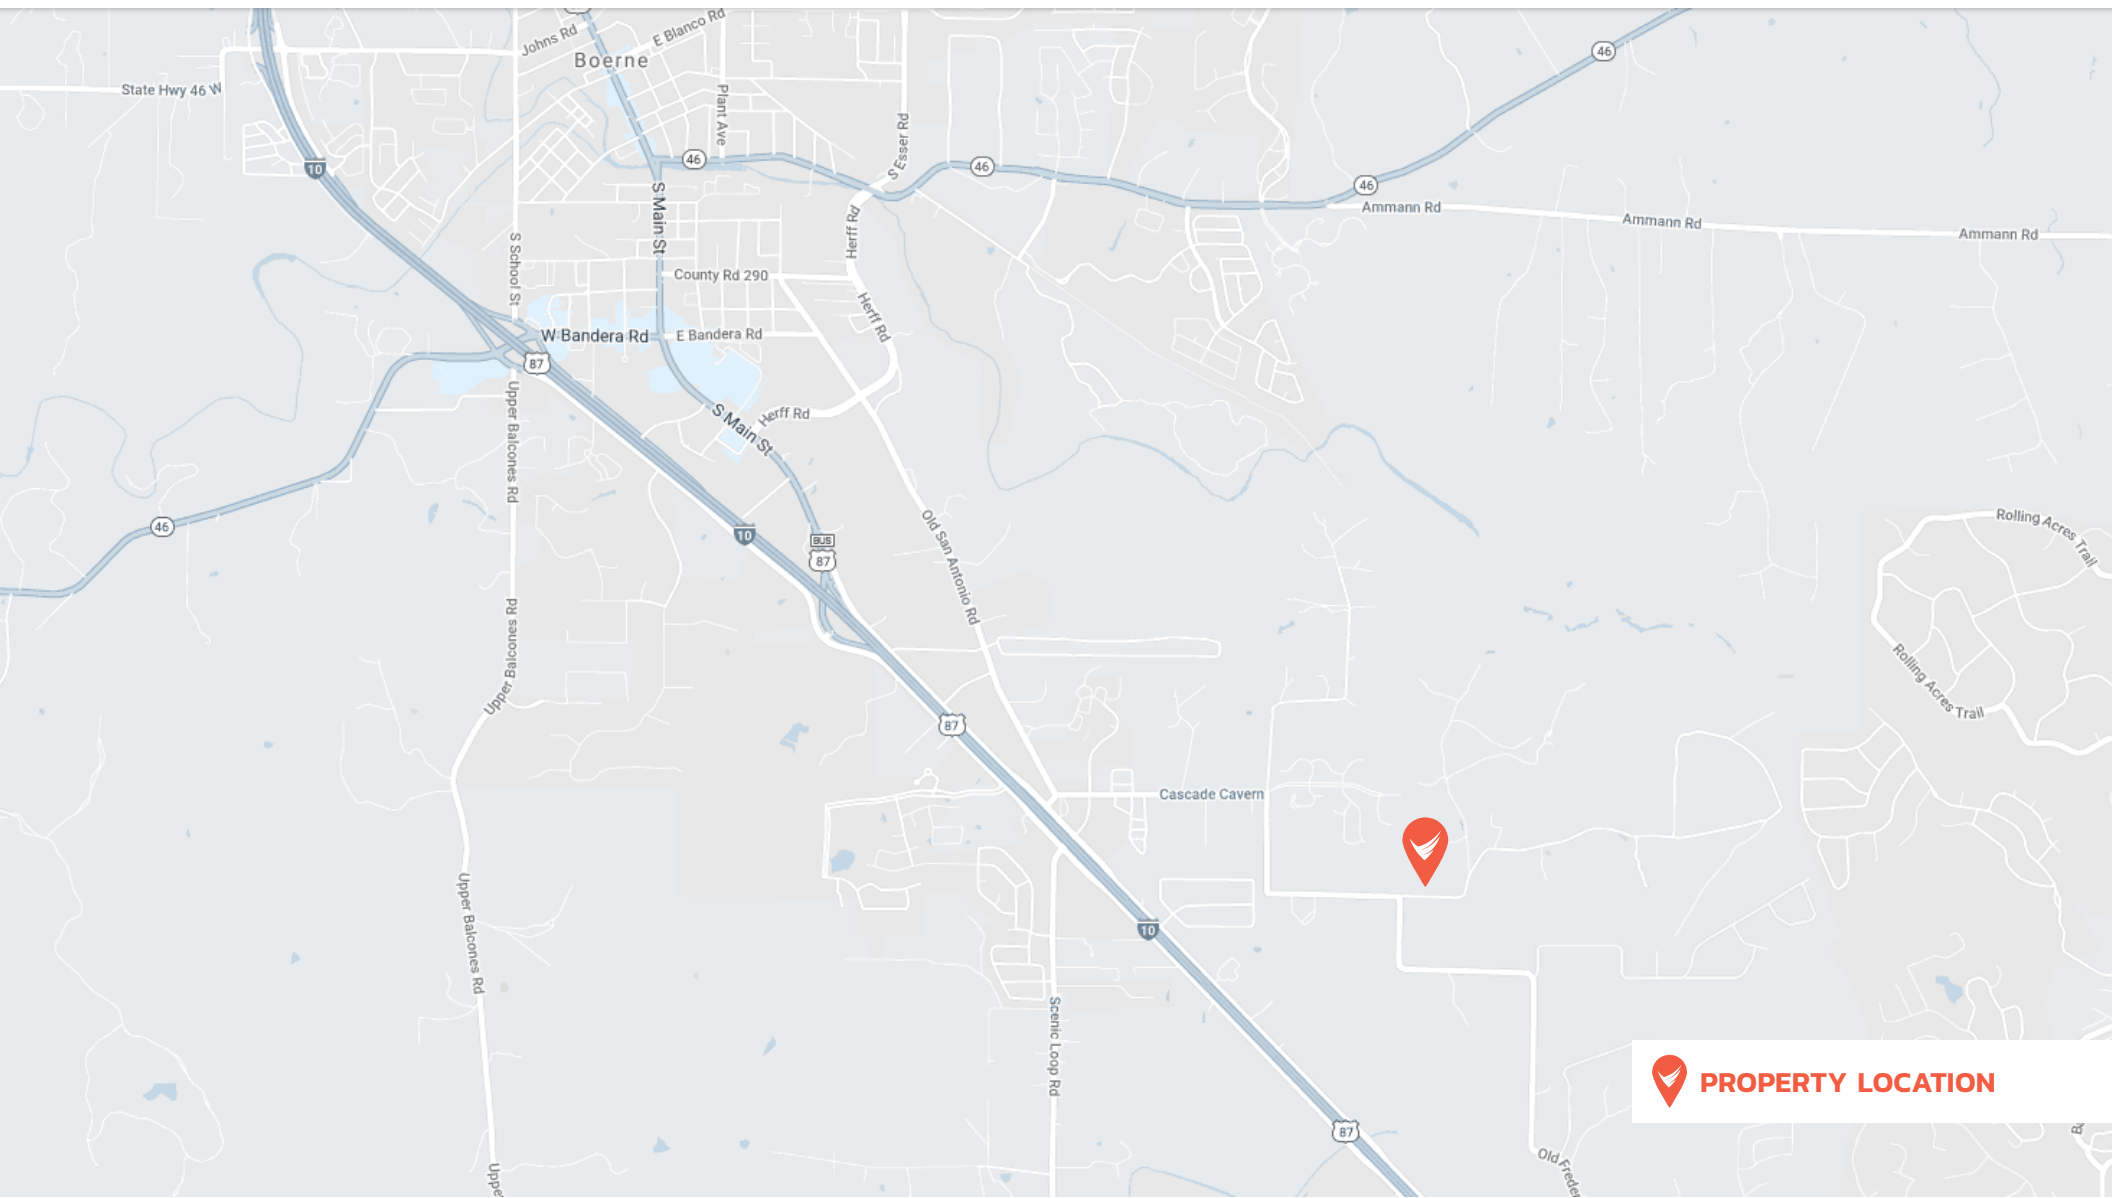 Johns Rd
E Blanco Rd
Boerne
46
State Hwy 46 W
Plant Ave
S Esser Rd
10
46
46
46
Ammann Rd
Ammann Rd
Ammann Rd
S Main St
Herff Rd
S School St
County Rd 290
Herff Rd
W Bandera Rd
E Bandera Rd
87
Upper Balcones Rd
S Main St
Herff Rd
46
10
BUS
87
Old San Antonio Rd
Rolling Acres Trail
Upper Balcones Rd
Rolling Acres Trail
87
Cascade Cavern
Upper Balcones Rd
10
Scenic Loop Rd
PROPERTY LOCATION
87
Old Freder
Uppe